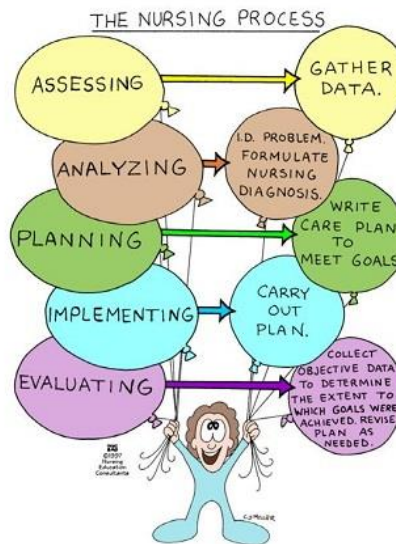 THE NURSING PROCESS
ASSESSING
GATHER
DATA.
ANALYZING
I.D. PROBLEM.
FORMULATE
NURSING
DIAGNOSIS.
PLANNING
WRITE
CARE PLAN
TO
MEET GOALS
IMPLEMENTING
CARRY
OUT
PLAN.
EVALUATING
COLLECT
OBJECTIVE DATA
TO DETERMINE
THE EXTENT TO
WHICH GOALS WERE
ACHIEVED. REVISE
PLAN AS
NEEDED.
©1997
Nursing
Education
Consultants
CJMILLER